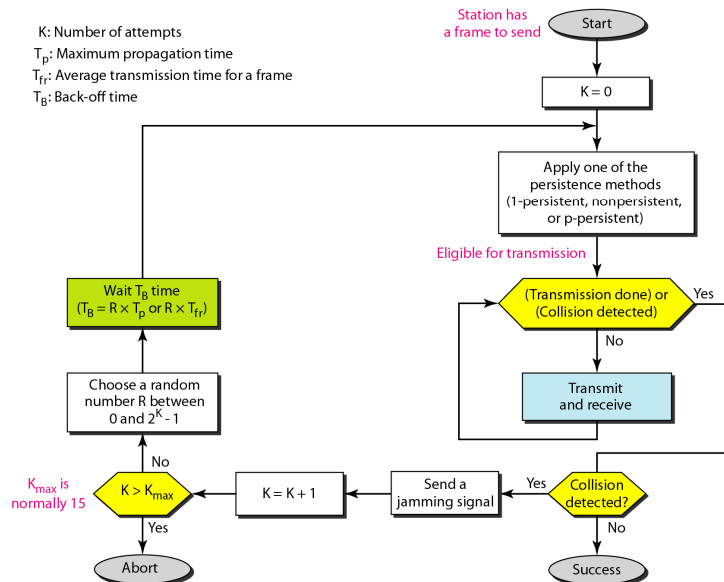 K: Number of attempts
Tp: Maximum propagation time
Tfr: Average transmission time for a frame
TB: Back-off time
Station has
a frame to send
Start
K = 0
Apply one of the
persistence methods
(1-persistent, nonpersistent,
or p-persistent)
Eligible for transmission
(Transmission done) or
(Collision detected)
Yes
No
Transmit
and receive
Wait TB time
(TB = R × Tp or R × Tfr)
Choose a random
number R between
0 and 2^K - 1
No
Kmax is
normally 15
K > Kmax
Yes
Abort
K = K + 1
Send a
jamming signal
Yes
Collision
detected?
No
Success